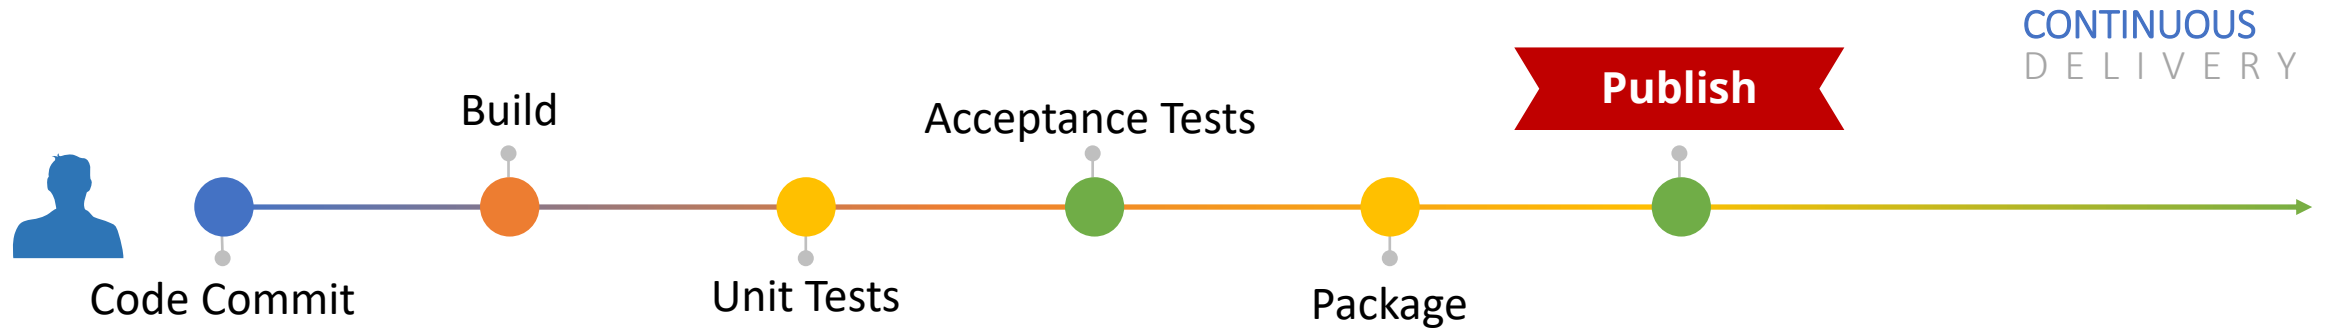 CONTINUOUS
DELIVERY
Publish
Build
Acceptance Tests
Code Commit
Unit Tests
Package